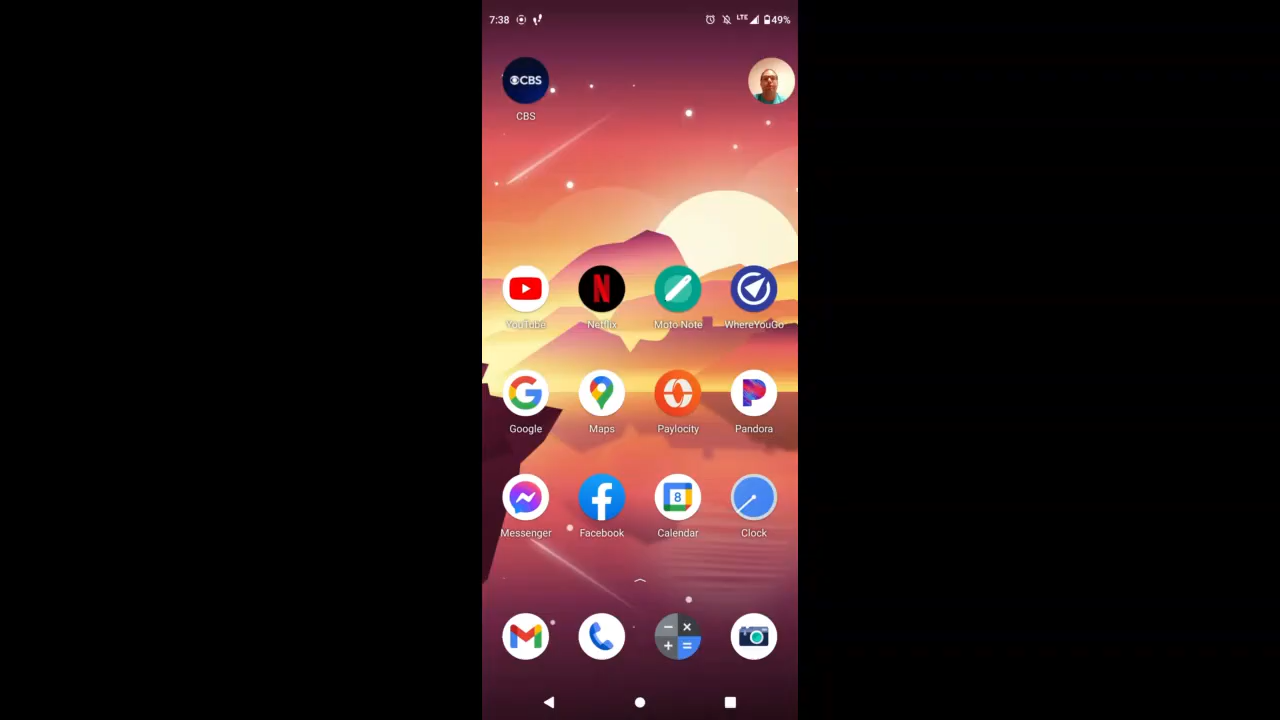 7:38 LTE 49%
CBS
CBS
YouTube Netflix Moto Note WhereYouGo
Google Maps Paylocity Pandora
8
Messenger Facebook Calendar Clock